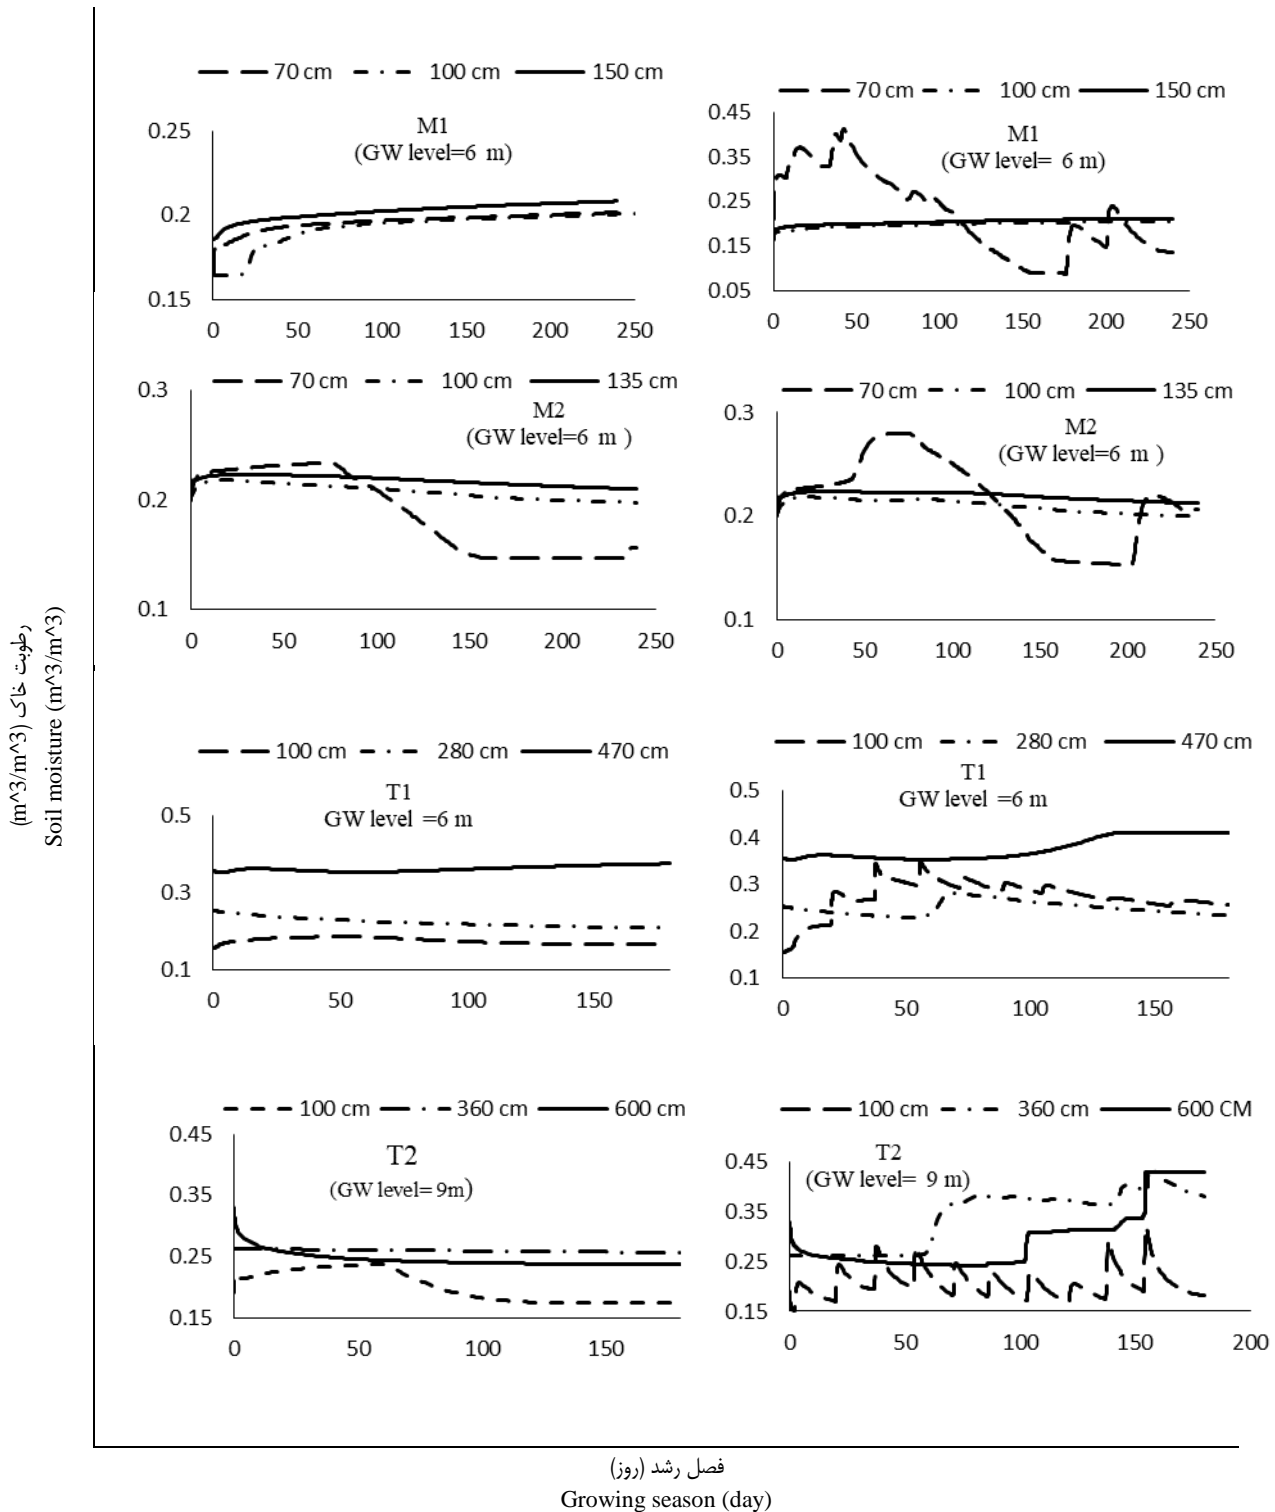 70 cm 100 cm 150 cm
M1
(GW level=6 m)
0.25
0.2
0.15
0 50 100 150 200 250
70 cm 100 cm 150 cm
M1
(GW level= 6 m)
0.45
0.35
0.25
0.15
0.05
0 50 100 150 200 250
70 cm 100 cm 135 cm
M2
(GW level=6 m )
0.3
0.2
0.1
0 50 100 150 200 250
70 cm 100 cm 135 cm
M2
(GW level=6 m )
0.3
0.2
0.1
0 50 100 150 200 250
رطوبت خاک (m^3/m^3)
Soil moisture (m^3/m^3)
100 cm 280 cm 470 cm
T1
GW level =6 m
0.5
0.3
0.1
0 50 100 150
100 cm 280 cm 470 cm
T1
GW level =6 m
0.5
0.4
0.3
0.2
0.1
0 50 100 150
100 cm 360 cm 600 cm
T2
(GW level= 9m)
0.45
0.35
0.25
0.15
0 50 100 150
100 cm 360 cm 600 CM
T2
(GW level= 9 m)
0.45
0.35
0.25
0.15
0 50 100 150 200
فصل رشد (روز)
Growing season (day)